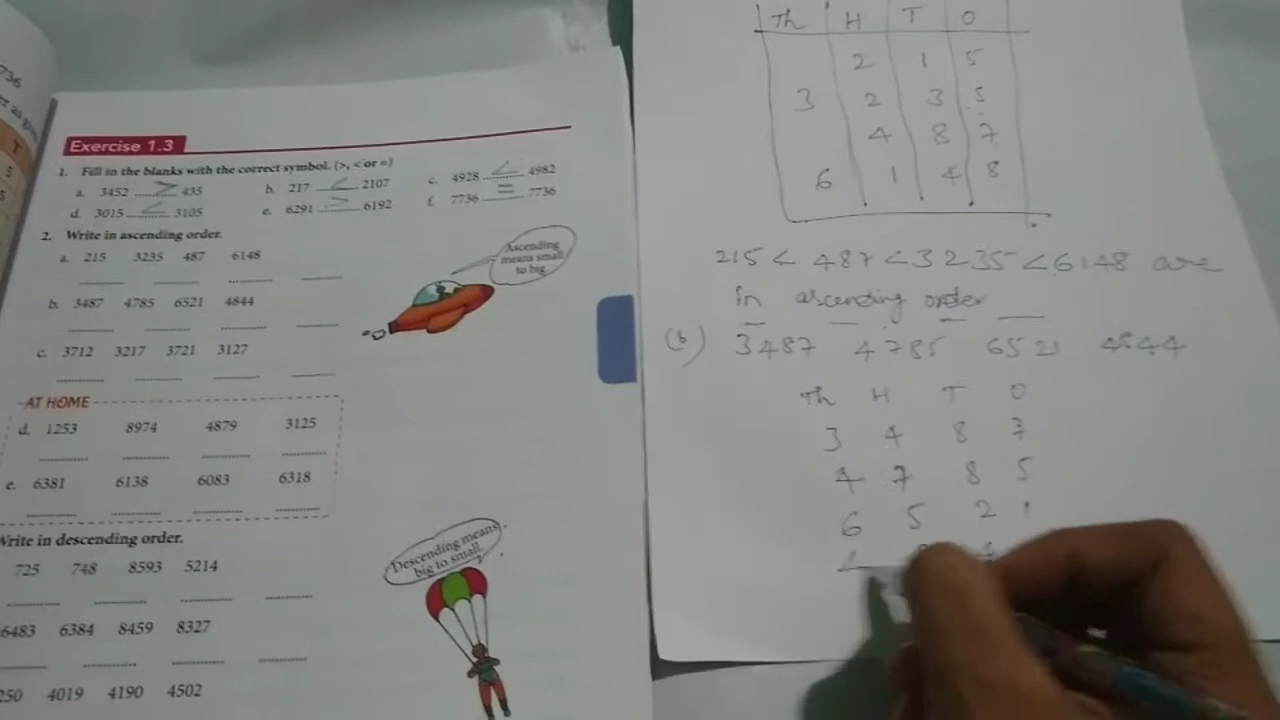 736
T
S
Exercise 1.3
1. Fill in the blanks with the correct symbol. (>, < or =)
a. 3452 > 435 b. 217 < 2107 c. 4928 < 4982
d. 3015 < 3105 e. 6291 > 6192 f. 7736 = 7736
2. Write in ascending order.
a. 215 3235 487 6148
Ascending
means small
to big
b. 3487 4785 6521 4844
c. 3712 3217 3721 3127
AT HOME
d. 1253 8974 4879 3125
e. 6381 6138 6083 6318
Write in descending order.
725 748 8593 5214
Descending means
big to small.
6483 6384 8459 8327
250 4019 4190 4502
Th H T O
2 1 5
3 2 3 5
4 8 7
6 1 4 8
215 < 487 < 3235 < 6148 are
in ascending order
(b) 3487 4785 6521 4844
Th H T O
3 4 8 7
4 7 8 5
6 5 2 1
4